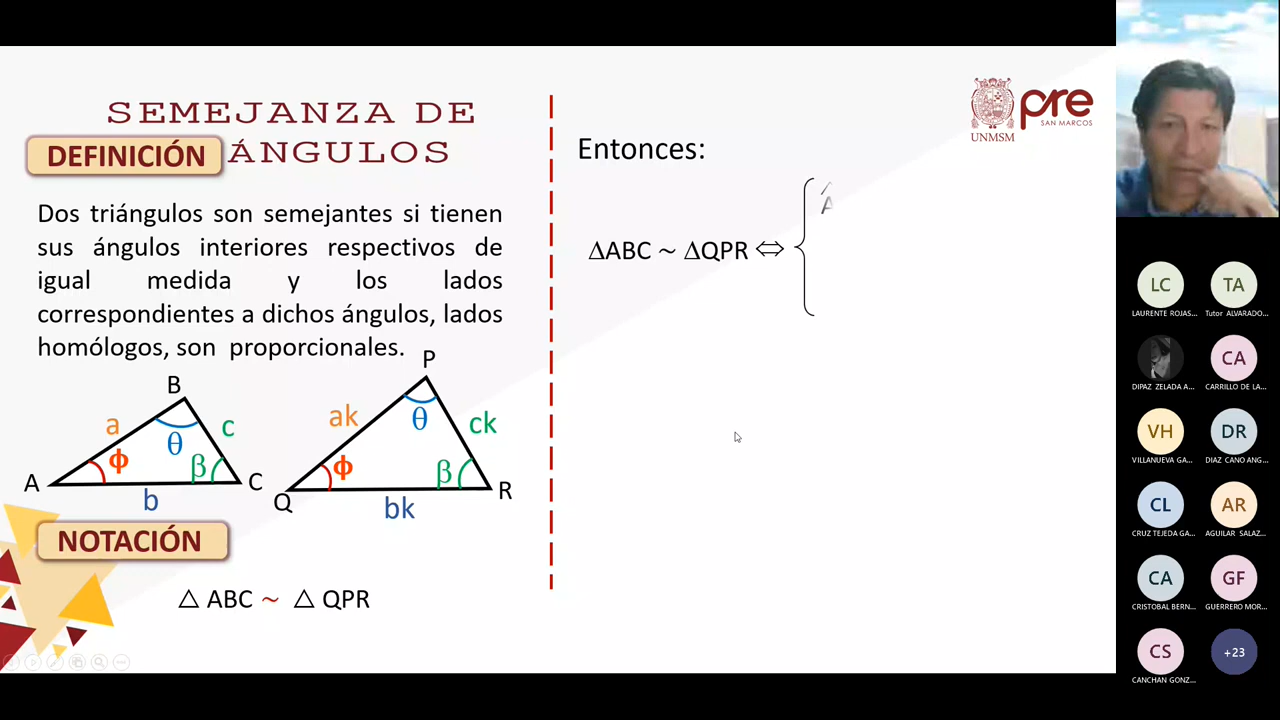 SEMEJANZA DE
DEFINICIÓN
ÁNGULOS
Dos triángulos son semejantes si tienen
sus ángulos interiores respectivos de
igual medida y los lados
correspondientes a dichos ángulos, lados
homólogos, son proporcionales.
B
a
c
θ
ϕ
β
A
C
b
P
ak
θ
ck
ϕ
β
Q
R
bk
NOTACIÓN
△ ABC ~ △ QPR
Entonces:
∆ABC ~ ∆QPR ⇔
UNMSM
pre
SAN MARCOS
LC
TA
LAURENTE ROJAS...
Tutor ALVARADO...
CA
DIPAZ ZELADA A...
CARRILLO DE LA...
VH
DR
VILLANUEVA GA...
DIAZ CANO ANG...
CL
AR
CRUZ TEJEDA GA...
AGUILAR SALAZ...
CA
GF
CRISTOBAL BERN...
GUERRERO MOR...
CS
+23
CANCHAN GONZ...